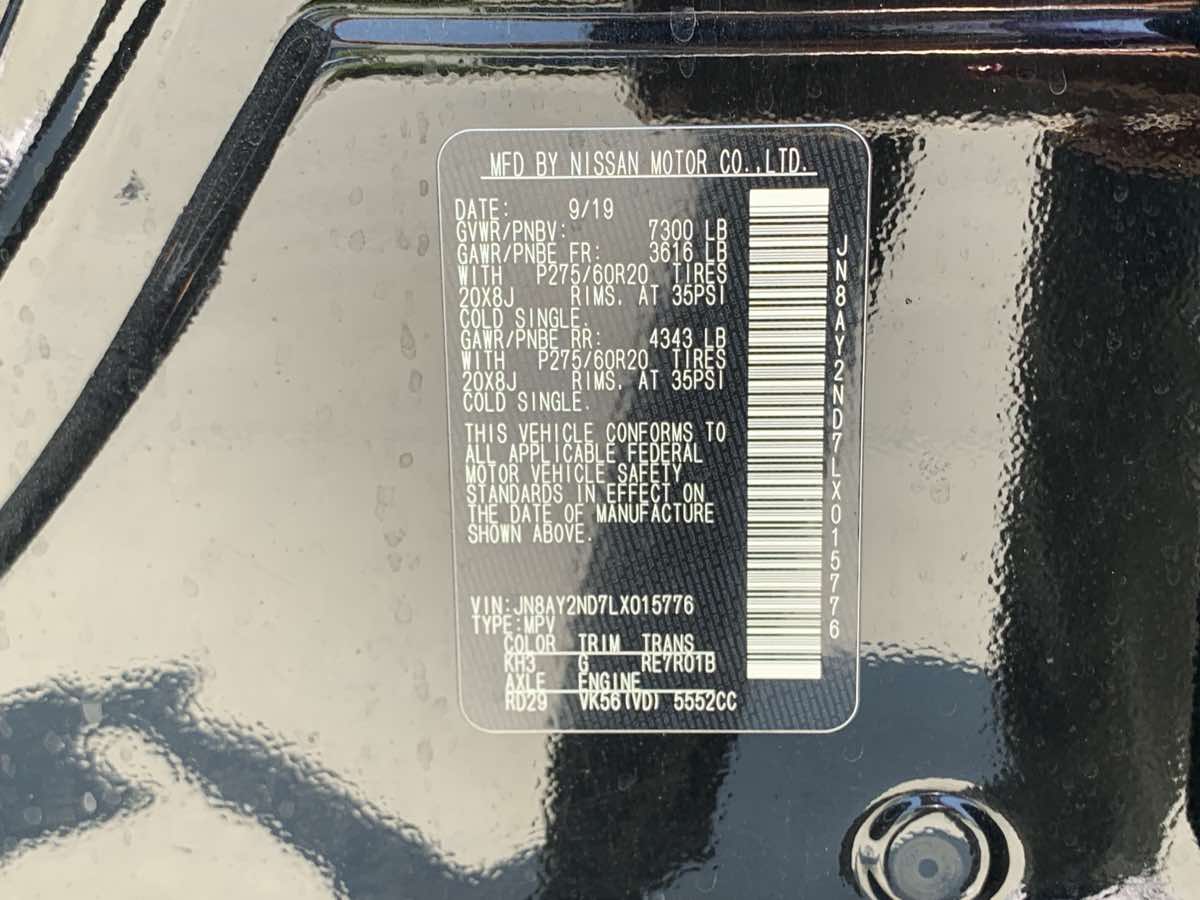 MFD BY NISSAN MOTOR CO.,LTD.
DATE: 9/19
GVWR/PNBV: 7300 LB
GAWR/PNBE FR: 3616 LB
WITH P275/60R20 TIRES
20X8J RIMS. AT 35PSI
COLD SINGLE.
GAWR/PNBE RR: 4343 LB
WITH P275/60R20 TIRES
20X8J RIMS. AT 35PSI
COLD SINGLE.
THIS VEHICLE CONFORMS TO
ALL APPLICABLE FEDERAL
MOTOR VEHICLE SAFETY
STANDARDS IN EFFECT ON
THE DATE OF MANUFACTURE
SHOWN ABOVE.
VIN:JN8AY2ND7LX015776
TYPE:MPV
COLOR TRIM TRANS
KH3 G RE7R01B
AXLE ENGINE
RD29 VK56(VD) 5552CC
JN8AY2ND7LX015776